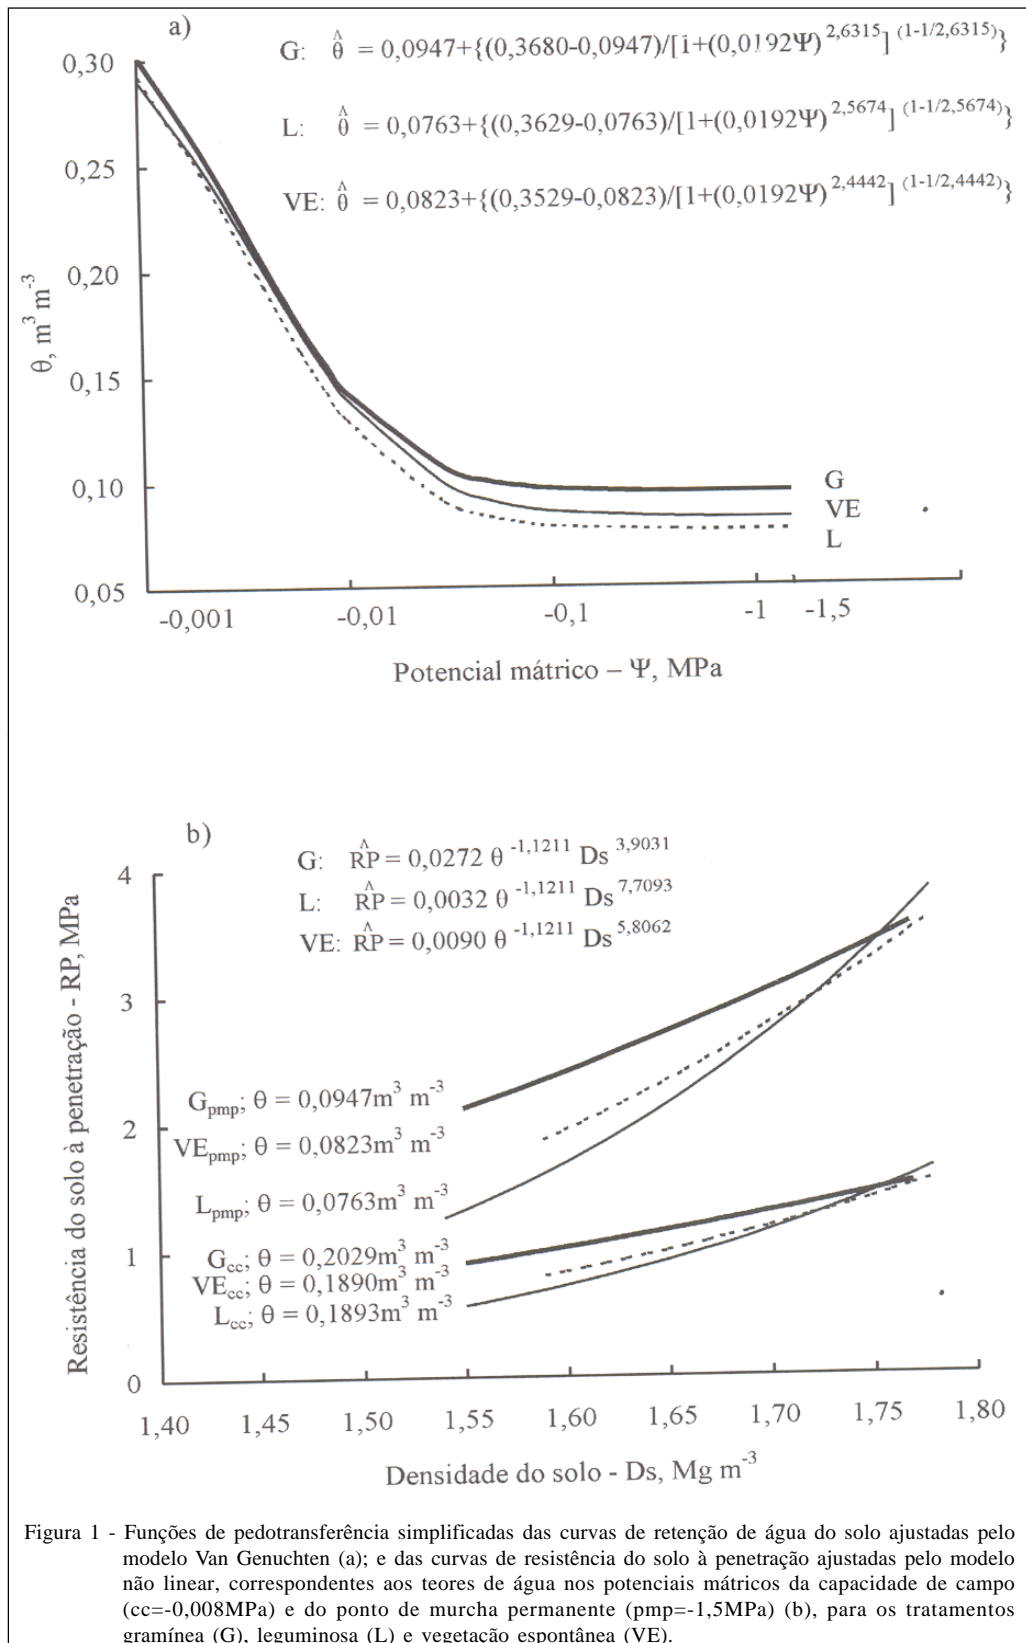 a)
G: θ̂ = 0,0947+{(0,3680-0,0947)/[1+(0,0192Ψ)^2,6315]^(1-1/2,6315)}
L: θ̂ = 0,0763+{(0,3629-0,0763)/[1+(0,0192Ψ)^2,5674]^(1-1/2,5674)}
VE: θ̂ = 0,0823+{(0,3529-0,0823)/[1+(0,0192Ψ)^2,4442]^(1-1/2,4442)}
θ, m³ m⁻³
0,30
0,25
0,20
0,15
0,10
0,05
G
VE
L
-0,001 -0,01 -0,1 -1 -1,5
Potencial mátrico – Ψ, MPa
b)
G: RP̂ = 0,0272 θ^-1,1211 Ds^3,9031
L: RP̂ = 0,0032 θ^-1,1211 Ds^7,7093
VE: RP̂ = 0,0090 θ^-1,1211 Ds^5,8062
Resistência do solo à penetração - RP, MPa
4
3
2
1
0
G_pmp; θ = 0,0947m³ m⁻³
VE_pmp; θ = 0,0823m³ m⁻³
L_pmp; θ = 0,0763m³ m⁻³
G_cc; θ = 0,2029m³ m⁻³
VE_cc; θ = 0,1890m³ m⁻³
L_cc; θ = 0,1893m³ m⁻³
1,40 1,45 1,50 1,55 1,60 1,65 1,70 1,75 1,80
Densidade do solo - Ds, Mg m⁻³
Figura 1 - Funções de pedotransferência simplificadas das curvas de retenção de água do solo ajustadas pelo
modelo Van Genuchten (a); e das curvas de resistência do solo à penetração ajustadas pelo modelo
não linear, correspondentes aos teores de água nos potenciais mátricos da capacidade de campo
(cc=-0,008MPa) e do ponto de murcha permanente (pmp=-1,5MPa) (b), para os tratamentos
gramínea (G), leguminosa (L) e vegetação espontânea (VE).